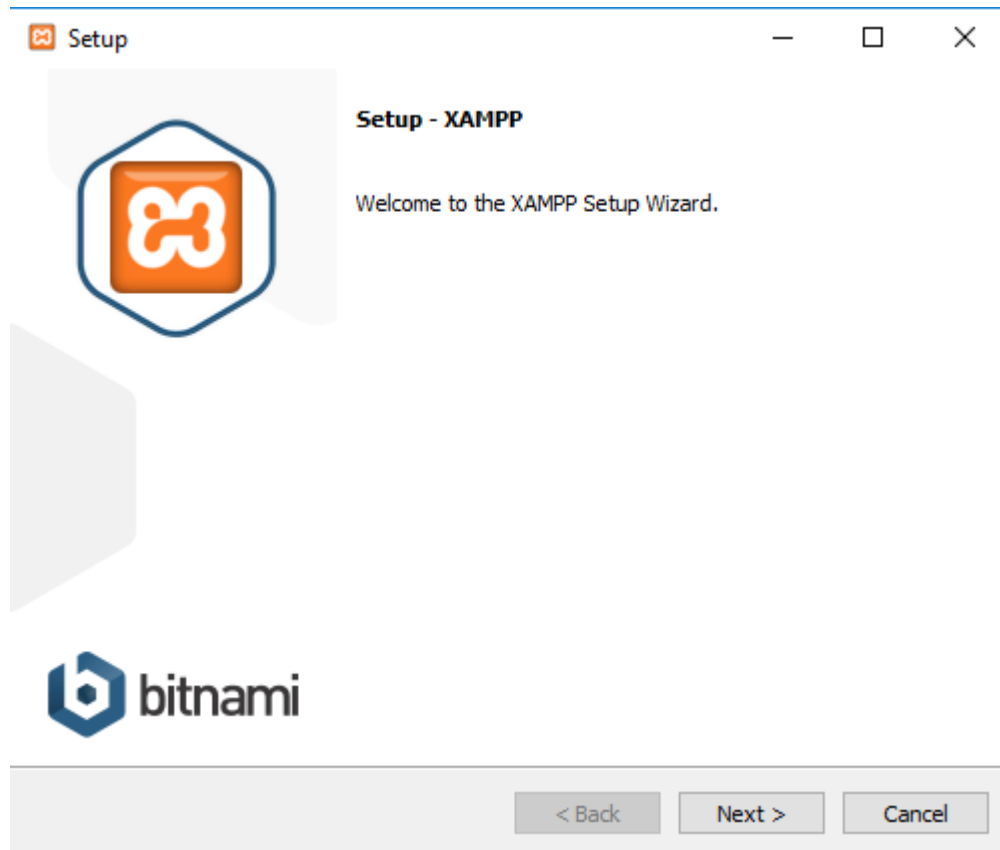 Setup
Setup - XAMPP
Welcome to the XAMPP Setup Wizard.
bitnami
< Back
Next >
Cancel